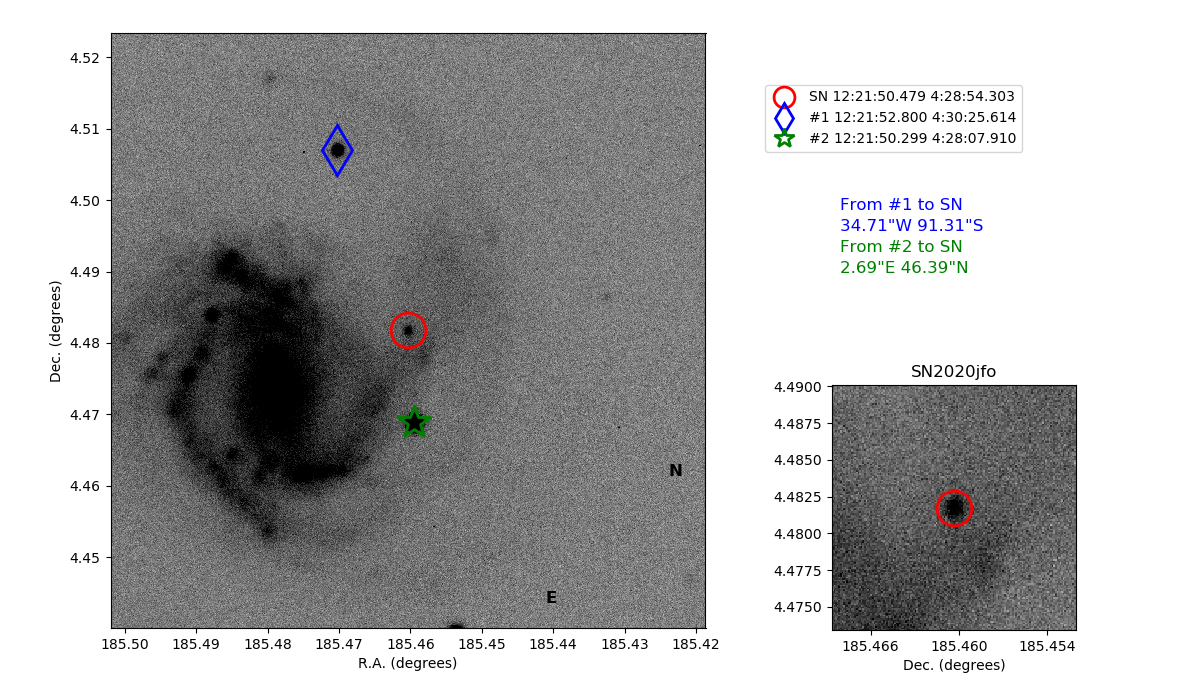 4.52
4.51
4.50
4.49
4.48
4.47
4.46
4.45
Dec. (degrees)
185.50 185.49 185.48 185.47 185.46 185.45 185.44 185.43 185.42
R.A. (degrees)
N
E
SN 12:21:50.479 4:28:54.303
#1 12:21:52.800 4:30:25.614
#2 12:21:50.299 4:28:07.910
From #1 to SN
34.71"W 91.31"S
From #2 to SN
2.69"E 46.39"N
SN2020jfo
4.4900
4.4875
4.4850
4.4825
4.4800
4.4775
4.4750
185.466 185.460 185.454
Dec. (degrees)